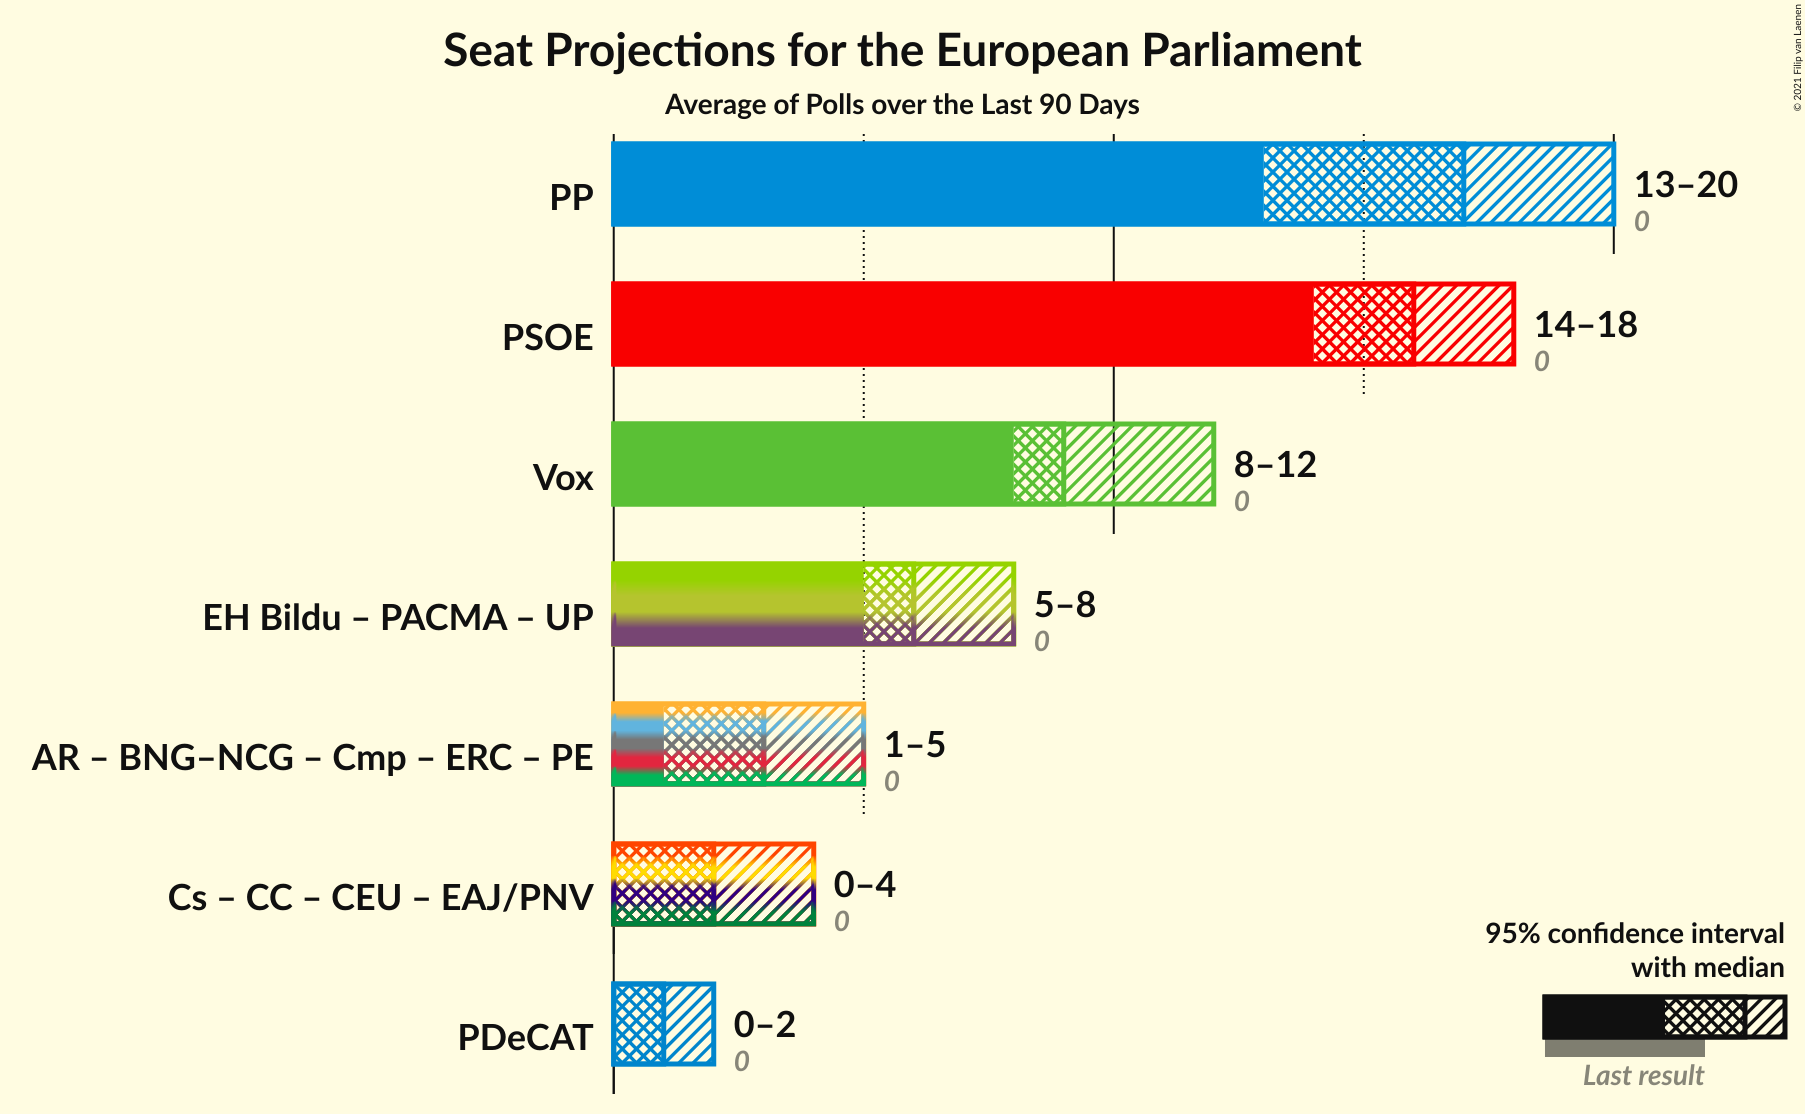 Seat Projections for the European Parliament
Average of Polls over the Last 90 Days
© 2021 Filip van Laenen
PP
13–20
0
PSOE
14–18
0
Vox
8–12
0
EH Bildu – PACMA – UP
5–8
0
AR – BNG–NCG – Cmp – ERC – PE
1–5
0
Cs – CC – CEU – EAJ/PNV
0–4
0
PDeCAT
0–2
0
95% confidence interval
with median
Last result